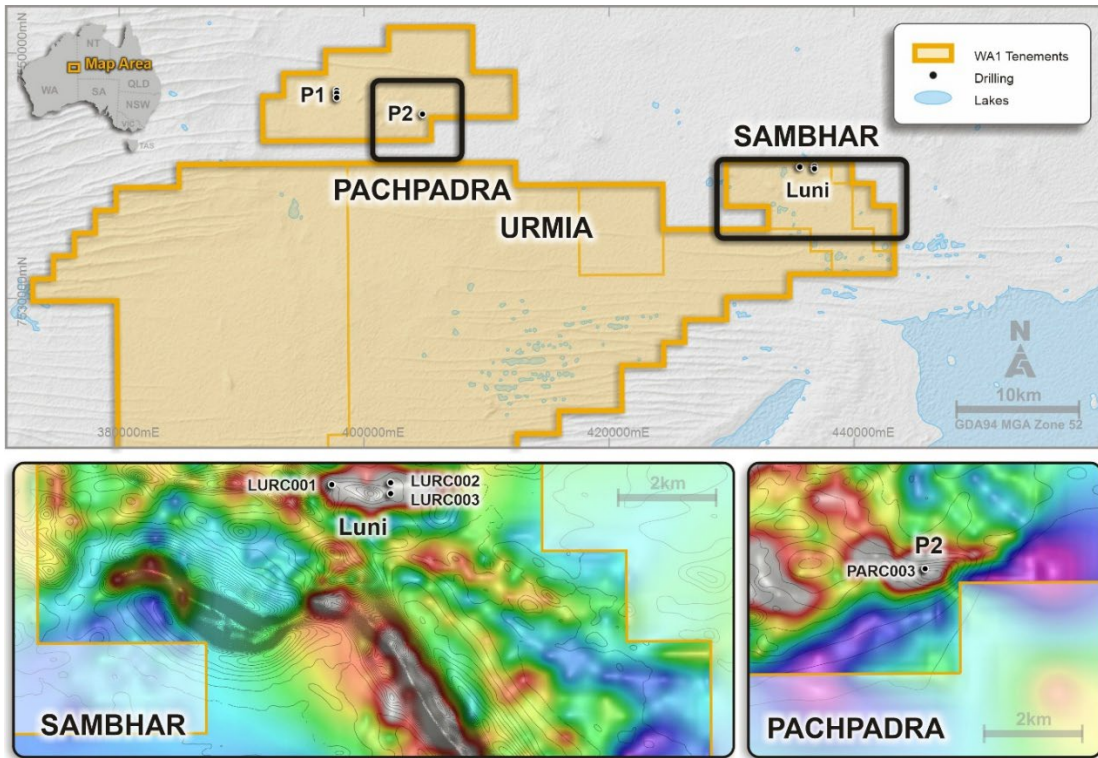 NT
WA
SA
QLD
NSW
VIC
TAS
Map Area
7550000mN
7530000mN
P1
P2
PACHPADRA
URMIA
SAMBHAR
Luni
WA1 Tenements
Drilling
Lakes
N
10km
GDA94 MGA Zone 52
380000mE
400000mE
420000mE
440000mE
LURC001
LURC002
LURC003
Luni
2km
SAMBHAR
P2
PARC003
PACHPADRA
2km